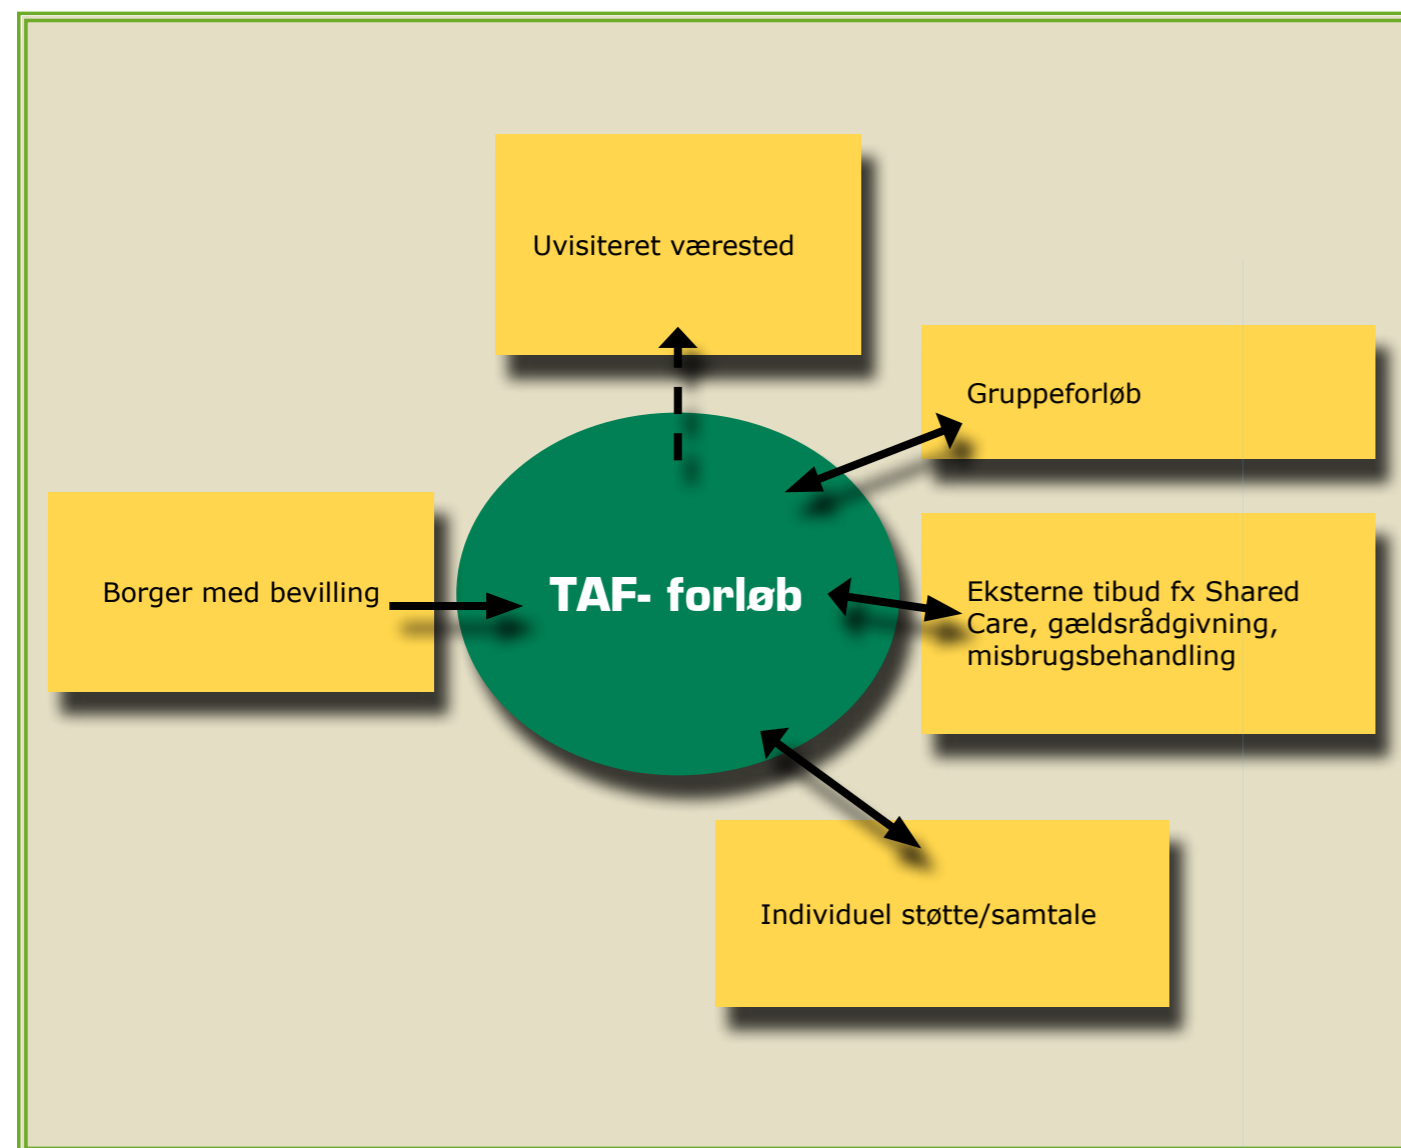 Uvisiteret værested
Gruppeforløb
Borger med bevilling
TAF- forløb
Eksterne tibud fx Shared
Care, gældsrådgivning,
misbrugsbehandling
Individuel støtte/samtale